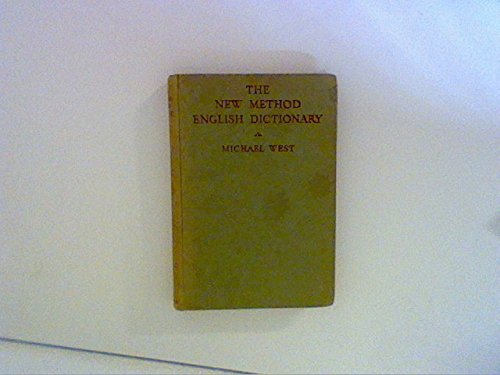 THE
NEW METHOD
ENGLISH DICTIONARY
MICHAEL WEST